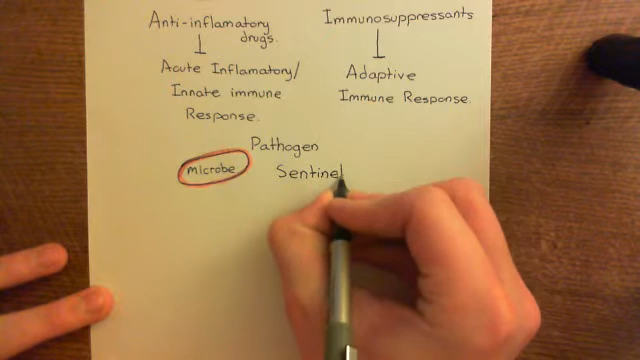 Anti-inflamatory
drugs.
Acute Inflamatory/
Innate immune
Response.
Immunosuppressants
Adaptive
Immune Response.
Pathogen
microbe
Sentinel